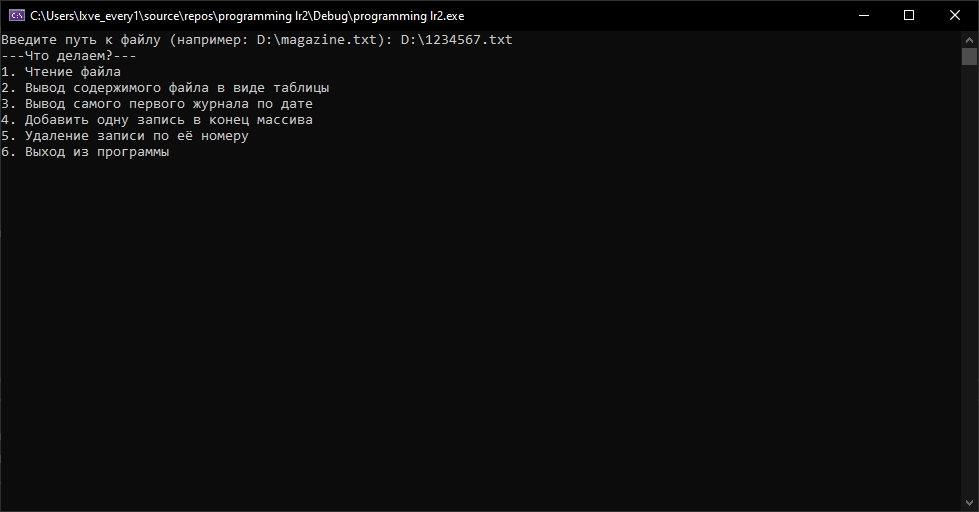 C:\Users\lxve_every1\source\repos\programming lr2\Debug\programming lr2.exe
Введите путь к файлу (например: D:\magazine.txt): D:\1234567.txt
---Что делаем?---
1. Чтение файла
2. Вывод содержимого файла в виде таблицы
3. Вывод самого первого журнала по дате
4. Добавить одну запись в конец массива
5. Удаление записи по её номеру
6. Выход из программы